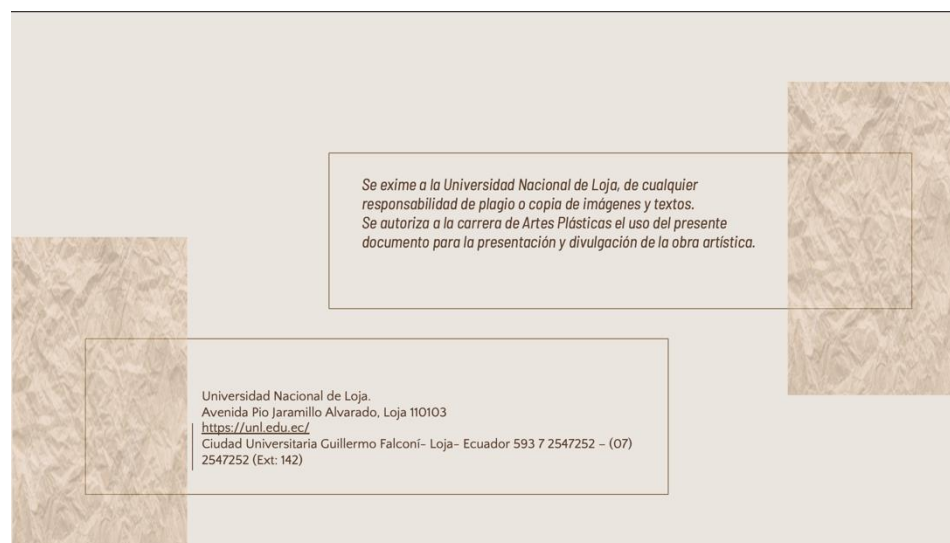 Se exime a la Universidad Nacional de Loja, de cualquier
responsabilidad de plagio o copia de imágenes y textos.
Se autoriza a la carrera de Artes Plásticas el uso del presente
documento para la presentación y divulgación de la obra artística.
Universidad Nacional de Loja.
Avenida Pio Jaramillo Alvarado, Loja 110103
https://unl.edu.ec/
Ciudad Universitaria Guillermo Falconí- Loja- Ecuador 593 7 2547252 – (07)
2547252 (Ext: 142)